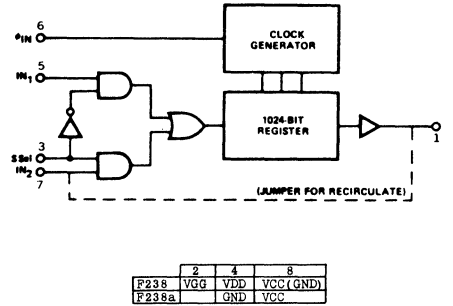 6
φIN
CLOCK
GENERATOR
5
IN1
1024-BIT
REGISTER
3
SSel
IN2
7
1
(JUMPER FOR RECIRCULATE)
2 4 8
F238 VGG VDD VCC(GND)
F238a GND VCC